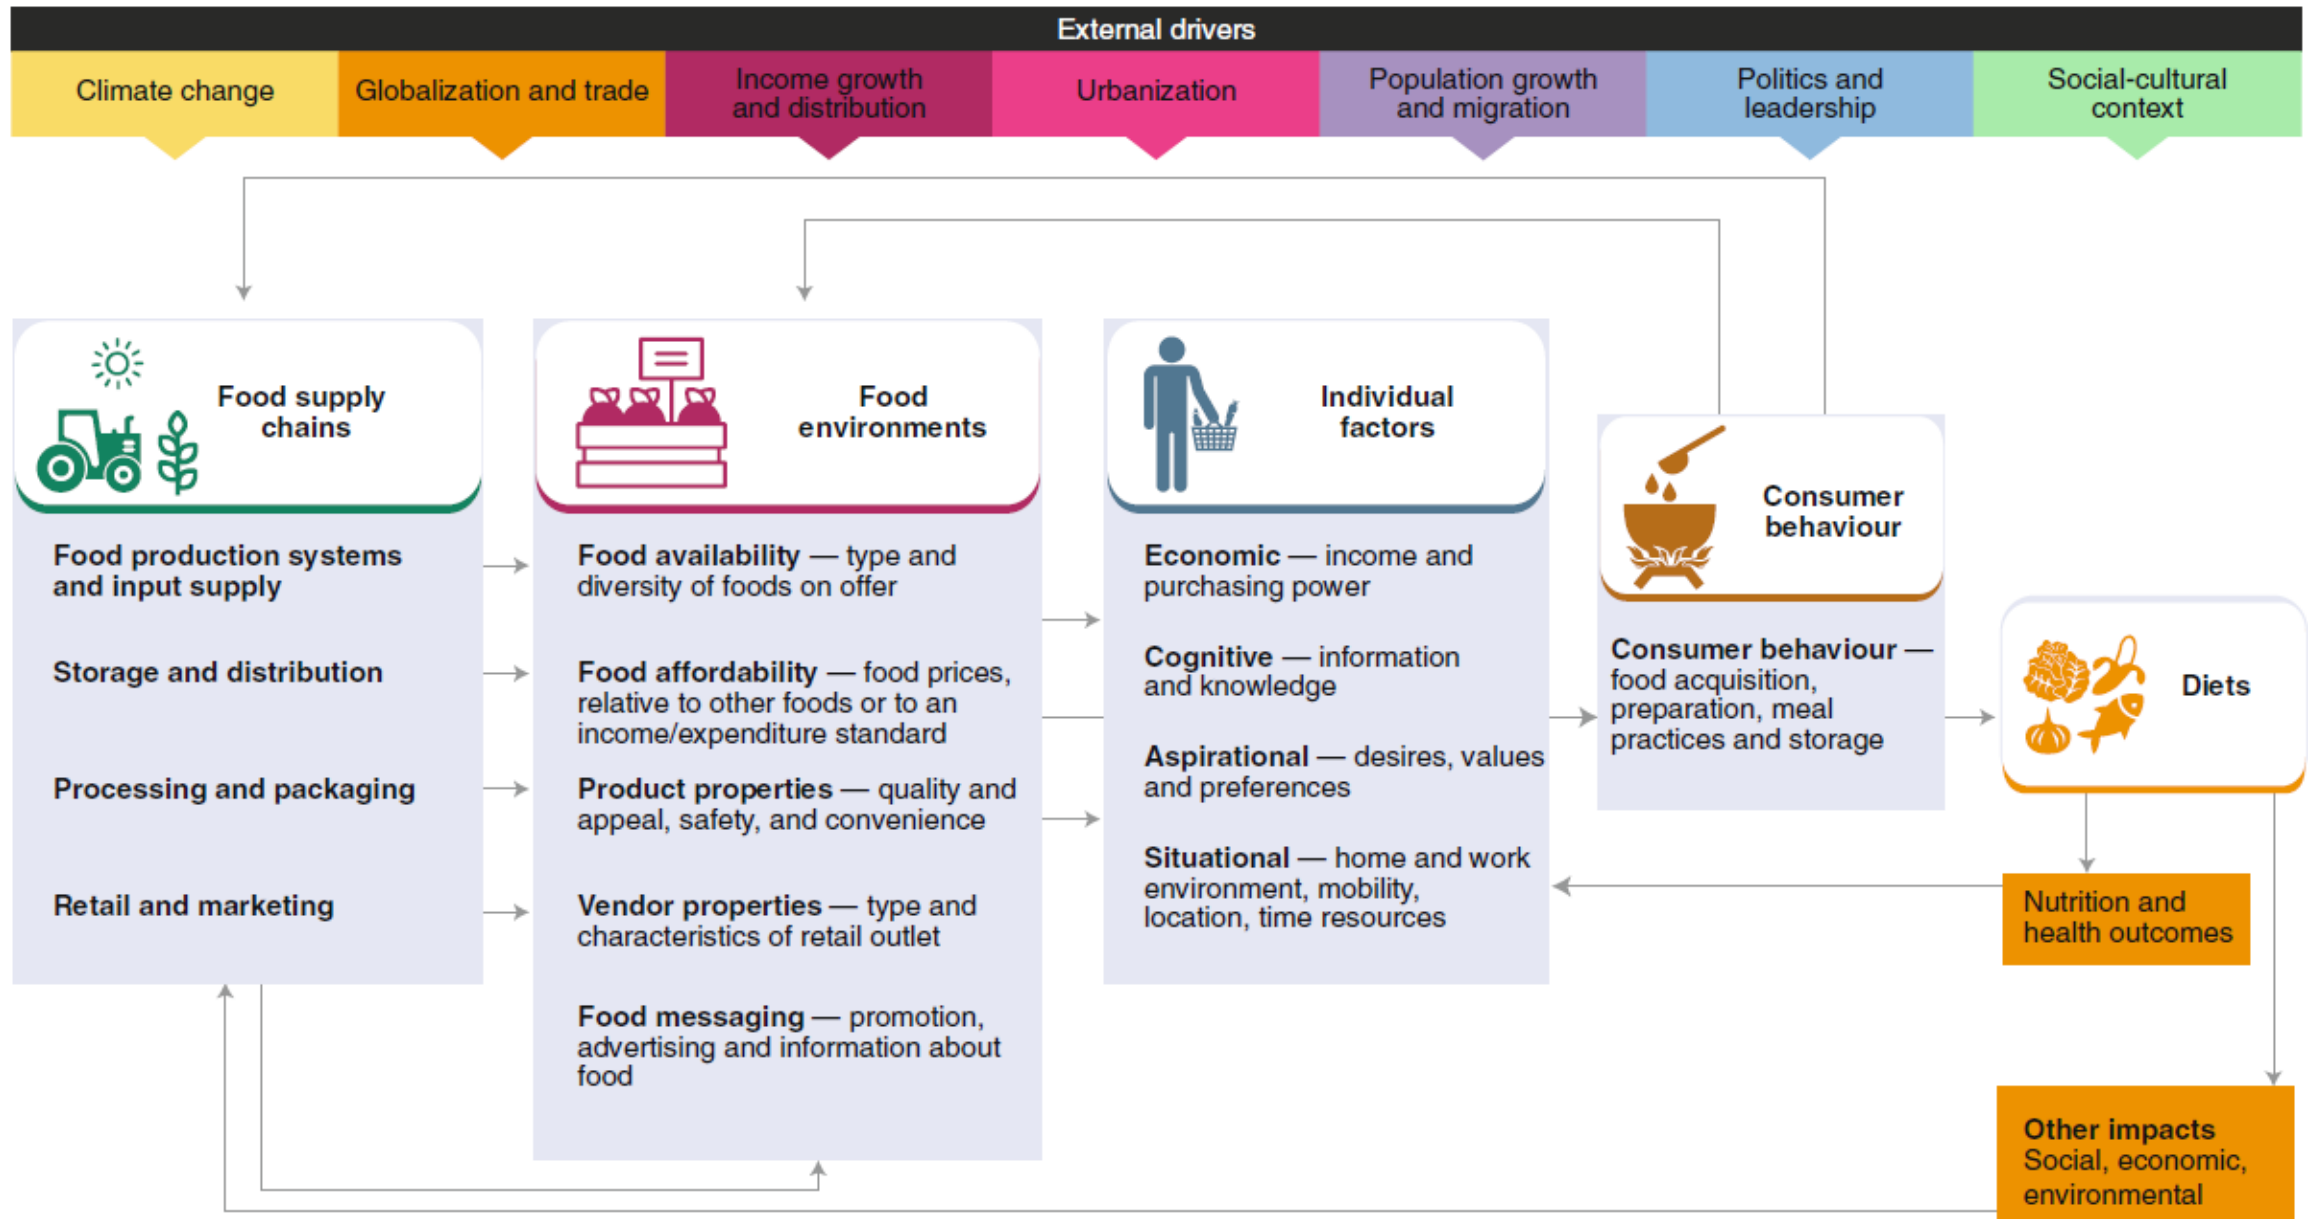 External drivers
Climate change
Globalization and trade
Income growth
and distribution
Urbanization
Population growth
and migration
Politics and
leadership
Social-cultural
context
Food supply
chains
Food production systems
and input supply
Storage and distribution
Processing and packaging
Retail and marketing
Food
environments
Food availability — type and
diversity of foods on offer
Food affordability — food prices,
relative to other foods or to an
income/expenditure standard
Product properties — quality and
appeal, safety, and convenience
Vendor properties — type and
characteristics of retail outlet
Food messaging — promotion,
advertising and information about
food
Individual
factors
Economic — income and
purchasing power
Cognitive — information
and knowledge
Aspirational — desires, values
and preferences
Situational — home and work
environment, mobility,
location, time resources
Consumer
behaviour
Consumer behaviour —
food acquisition,
preparation, meal
practices and storage
Diets
Nutrition and
health outcomes
Other impacts
Social, economic,
environmental